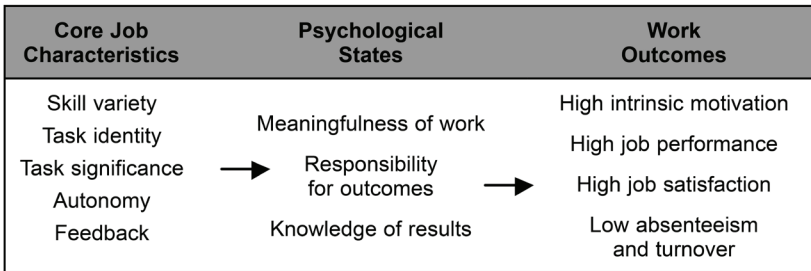 Core Job
Characteristics
Psychological
States
Work
Outcomes
Skill variety
Task identity
Task significance
Autonomy
Feedback
Meaningfulness of work
Responsibility
for outcomes
Knowledge of results
High intrinsic motivation
High job performance
High job satisfaction
Low absenteeism
and turnover